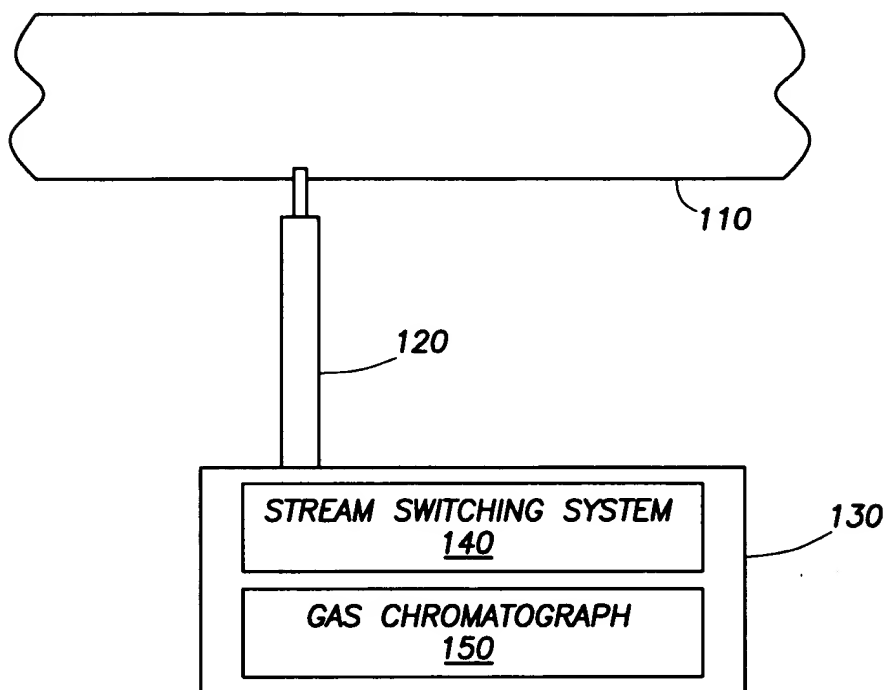 110
120
STREAM SWITCHING SYSTEM
140
130
GAS CHROMATOGRAPH
150